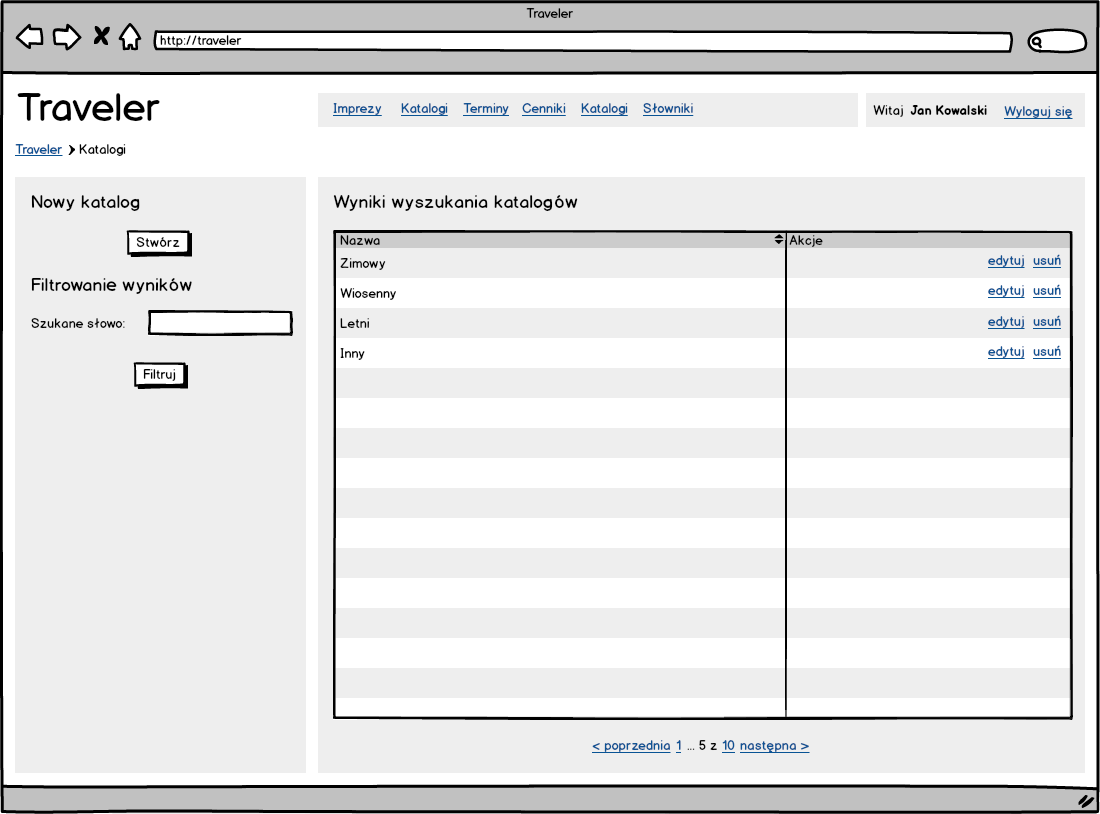 Traveler
http://traveler
Traveler
Imprezy Katalogi Terminy Cenniki Katalogi Słowniki
Witaj Jan Kowalski Wyloguj się
Traveler > Katalogi
Nowy katalog
Stwórz
Filtrowanie wyników
Szukane słowo:
Filtruj
Wyniki wyszukania katalogów
Nazwa Akcje
Zimowy edytuj usuń
Wiosenny edytuj usuń
Letni edytuj usuń
Inny edytuj usuń
< poprzednia 1 ... 5 z 10 następna >